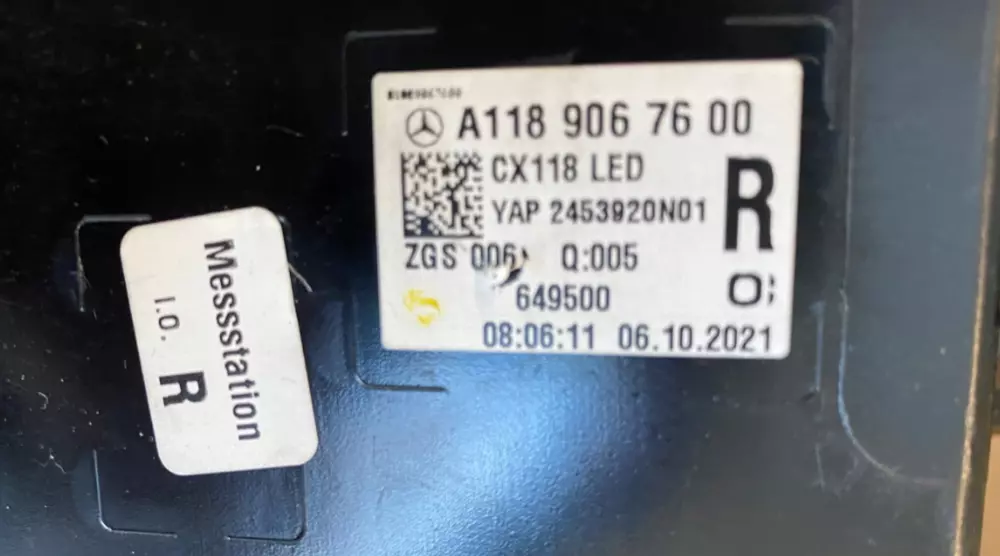 A118 906 76 00
CX118 LED
YAP 2453920N01
R
ZGS 006 Q:005
649500
08:06:11 06.10.2021
Messstation
I.O.
R